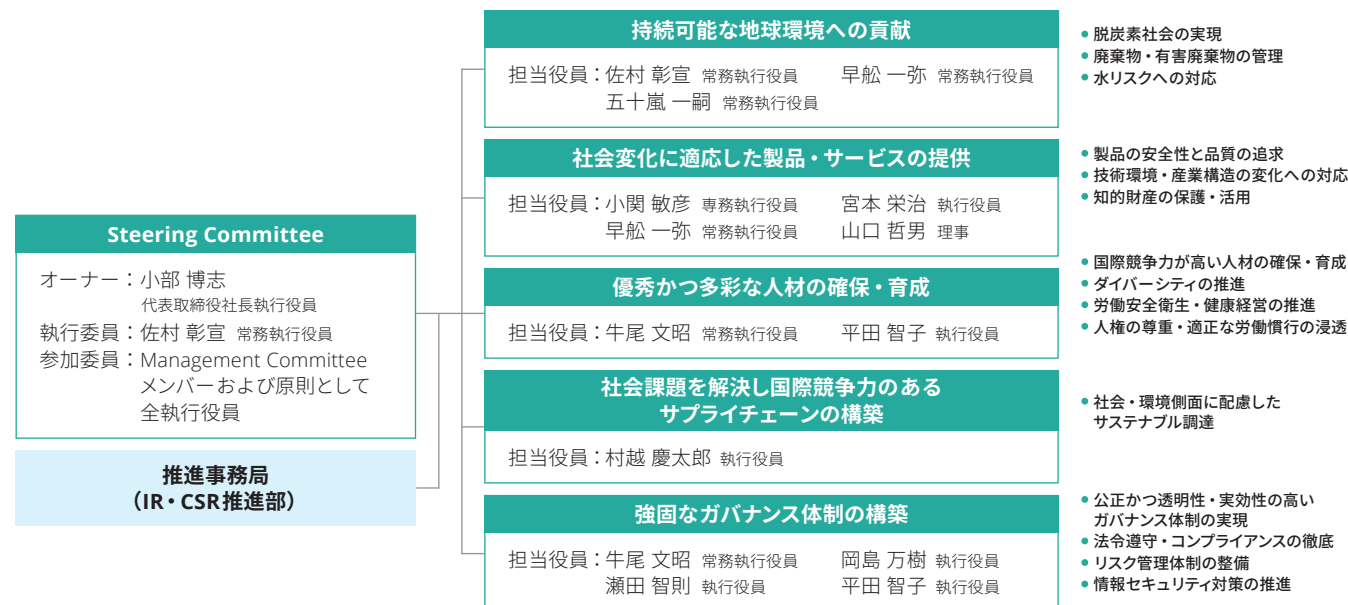 Steering Committee
オーナー：小部 博志
代表取締役社長執行役員
執行委員：佐村 彰宣 常務執行役員
参加委員：Management Committee
メンバーおよび原則として
全執行役員
推進事務局
（IR・CSR推進部）
持続可能な地球環境への貢献
担当役員：佐村 彰宣 常務執行役員 早舩 一弥 常務執行役員
五十嵐 一嗣 常務執行役員
● 脱炭素社会の実現
● 廃棄物・有害廃棄物の管理
● 水リスクへの対応
社会変化に適応した製品・サービスの提供
担当役員：小関 敏彦 専務執行役員 宮本 栄治 執行役員
早舩 一弥 常務執行役員 山口 哲男 理事
● 製品の安全性と品質の追求
● 技術環境・産業構造の変化への対応
● 知的財産の保護・活用
優秀かつ多彩な人材の確保・育成
担当役員：牛尾 文昭 常務執行役員 平田 智子 執行役員
● 国際競争力が高い人材の確保・育成
● ダイバーシティの推進
● 労働安全衛生・健康経営の推進
● 人権の尊重・適正な労働慣行の浸透
社会課題を解決し国際競争力のある
サプライチェーンの構築
担当役員：村越 慶太郎 執行役員
● 社会・環境側面に配慮した
サステナブル調達
強固なガバナンス体制の構築
担当役員：牛尾 文昭 常務執行役員 岡島 万樹 執行役員
瀬田 智則 執行役員 平田 智子 執行役員
● 公正かつ透明性・実効性の高い
ガバナンス体制の実現
● 法令遵守・コンプライアンスの徹底
● リスク管理体制の整備
● 情報セキュリティ対策の推進